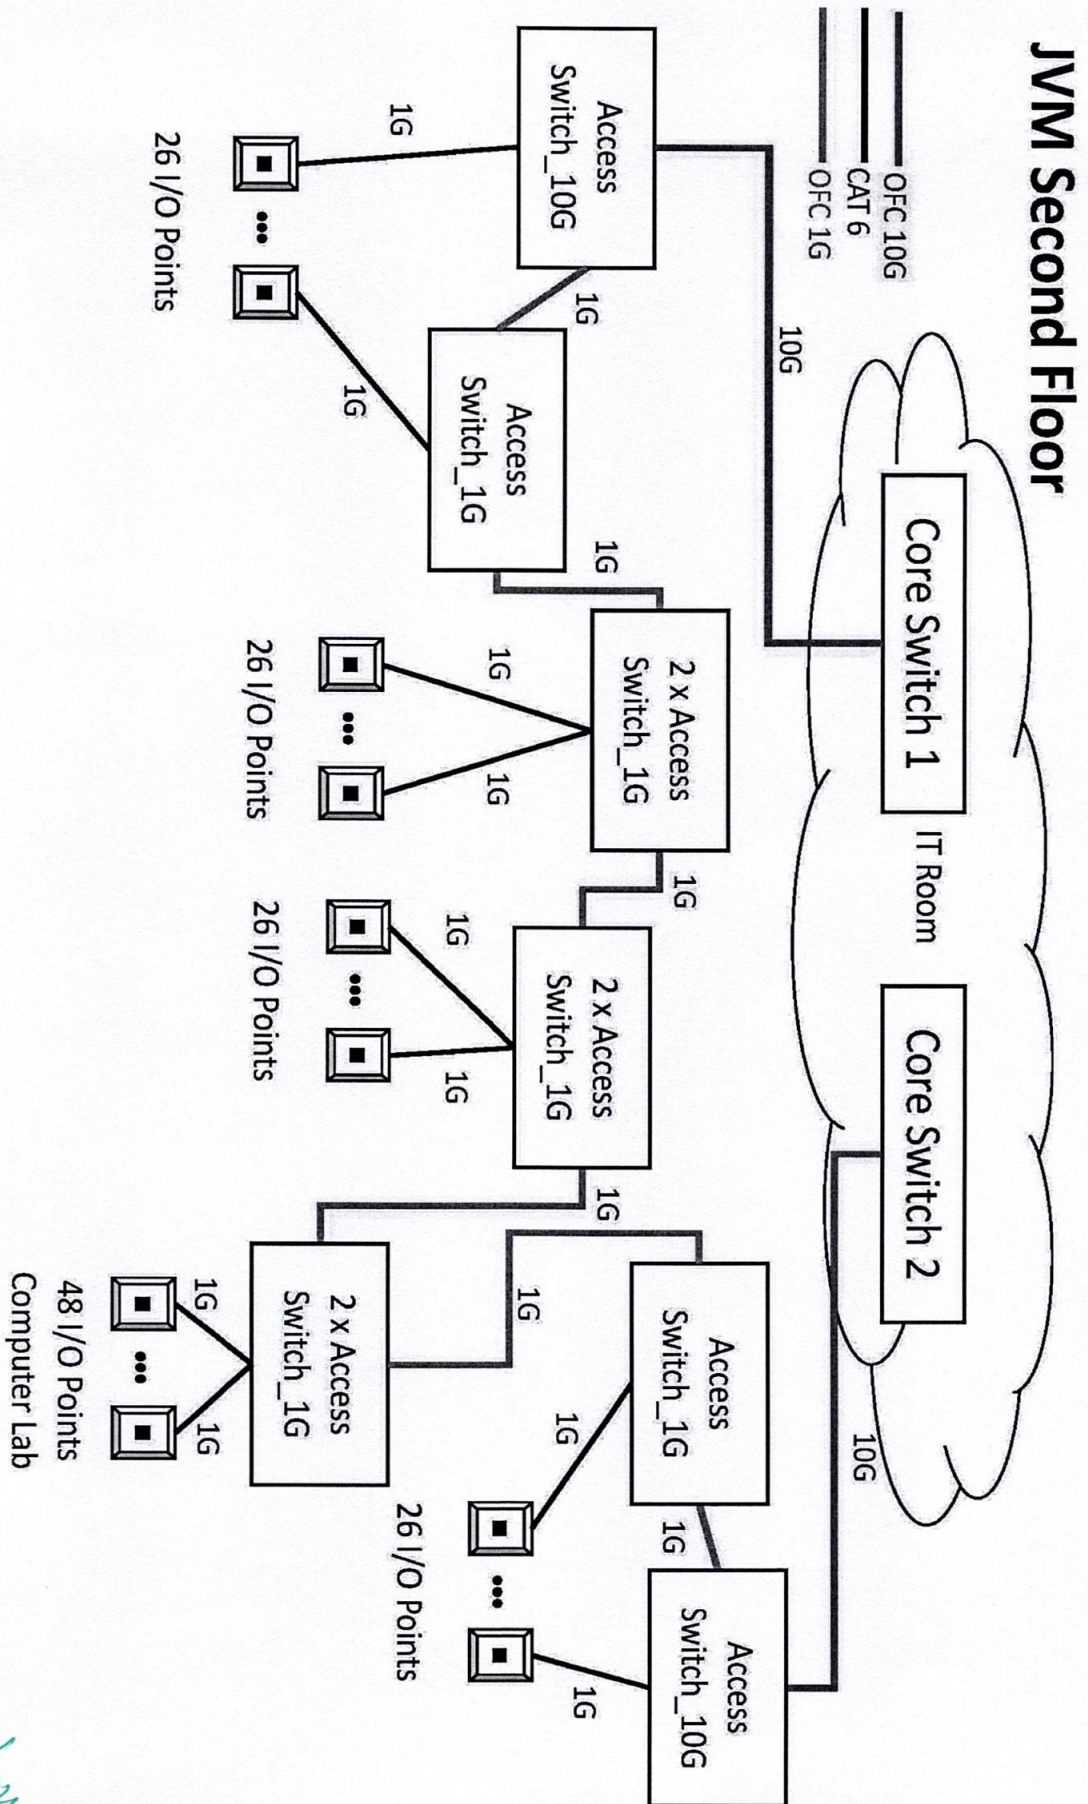 JVM Second Floor
OFC 10G
CAT 6
OFC 1G
Core Switch 1
IT Room
Core Switch 2
10G
10G
Access
Switch_10G
1G
Access
Switch_1G
1G
2 x Access
Switch_1G
1G
2 x Access
Switch_1G
1G
2 x Access
Switch_1G
1G
Access
Switch_1G
1G
Access
Switch_10G
1G
1G
26 I/O Points
1G
1G
26 I/O Points
1G
1G
26 I/O Points
1G
1G
48 I/O Points
Computer Lab
1G
1G
26 I/O Points